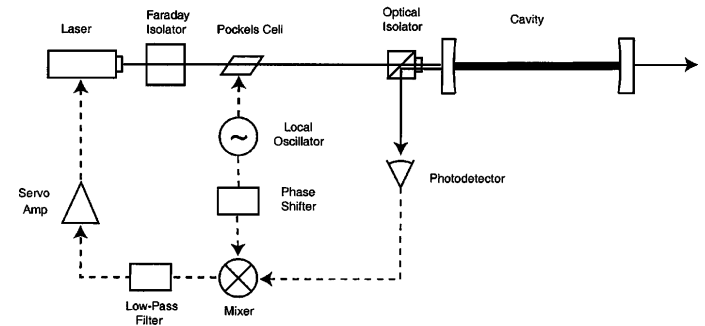 Laser
Faraday
Isolator
Pockels Cell
Optical
Isolator
Cavity
~
Local
Oscillator
Photodetector
Phase
Shifter
Servo
Amp
Low-Pass
Filter
Mixer